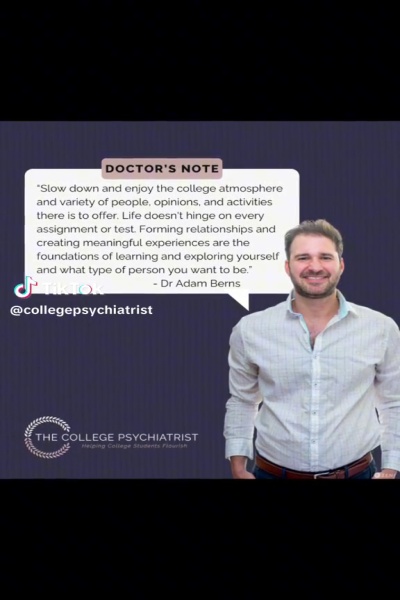 DOCTOR'S NOTE
"Slow down and enjoy the college atmosphere
and variety of people, opinions, and activities
there is to offer. Life doesn't hinge on every
assignment or test. Forming relationships and
creating meaningful experiences are the
foundations of learning and exploring yourself
and what type of person you want to be."
- Dr Adam Berns
TikTok
@collegepsychiatrist
THE COLLEGE PSYCHIATRIST
Helping College Students Flourish